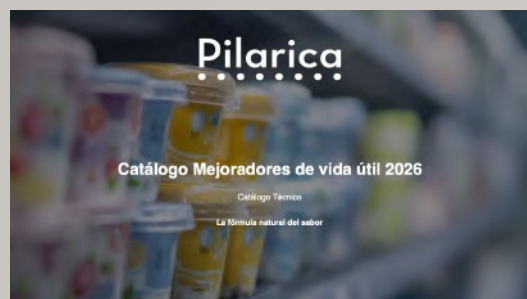 Pilarica
Catálogo Mejoradores de vida útil 2026
Catálogo Técnico
La fórmula natural del sabor